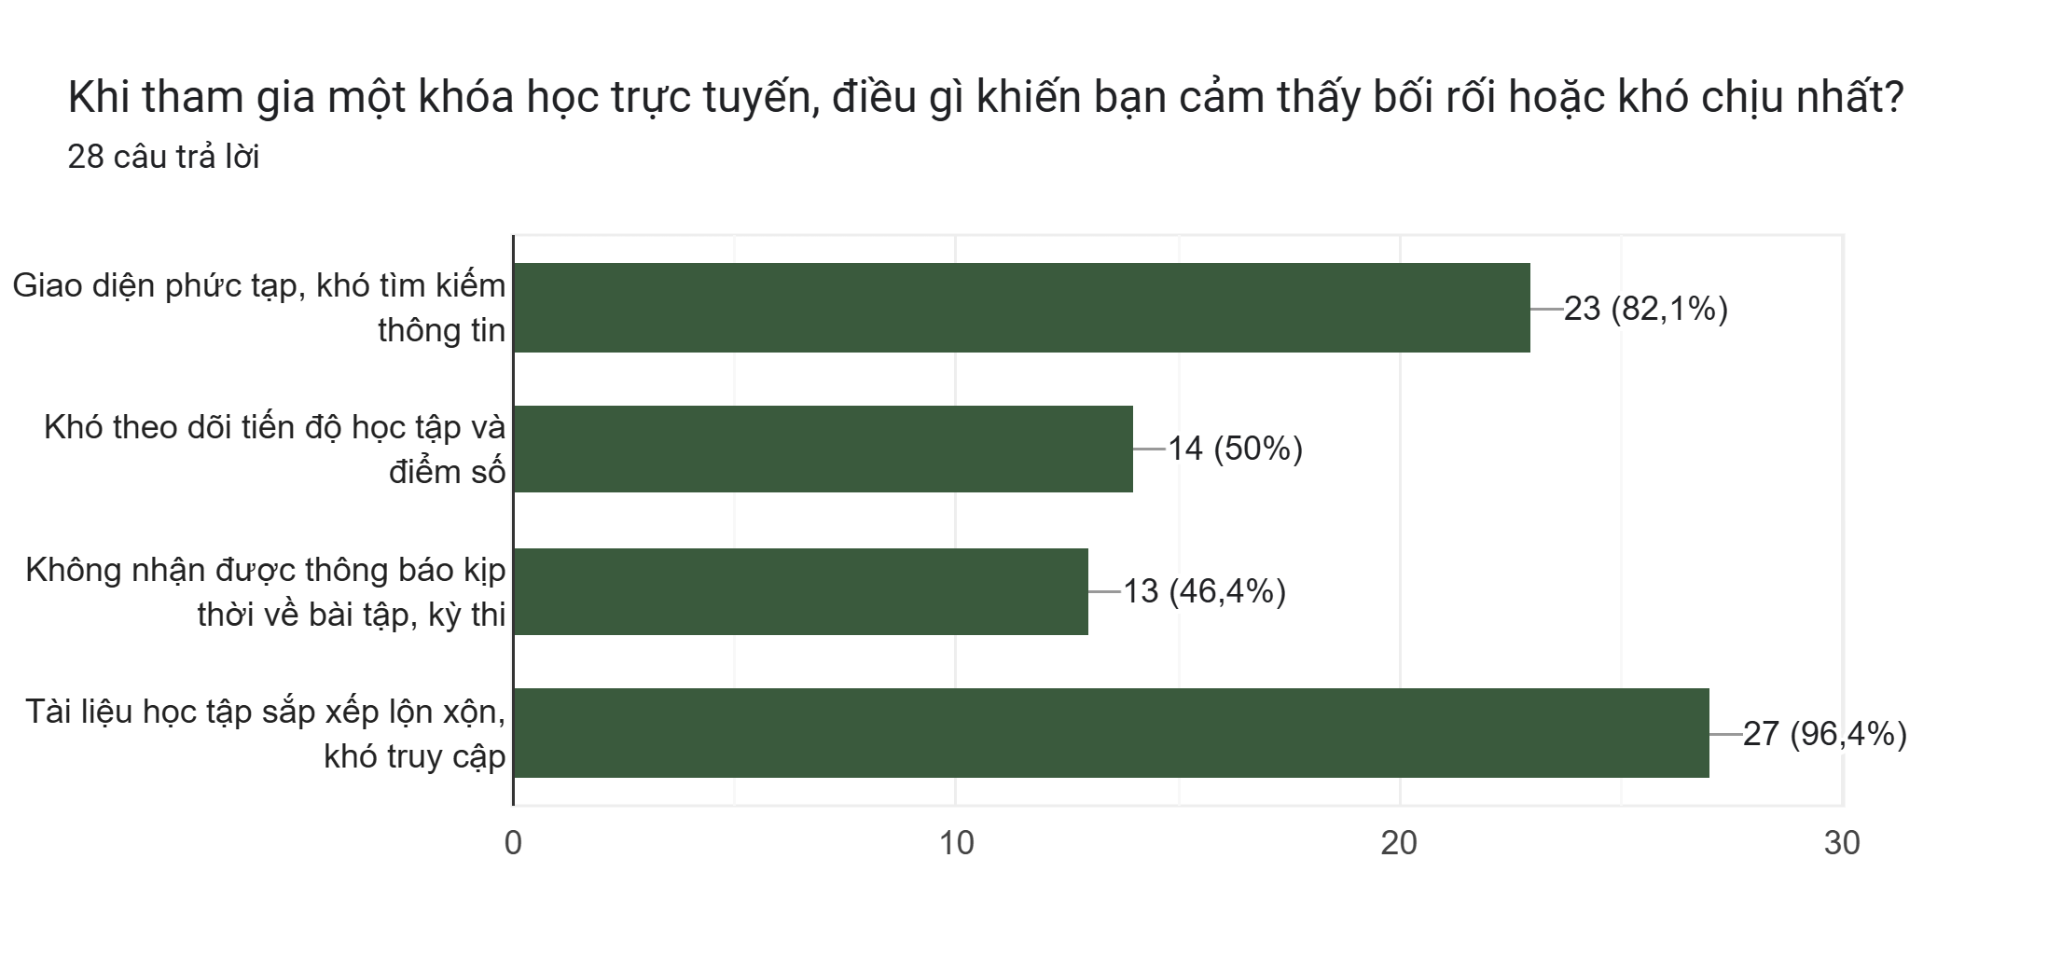 Khi tham gia một khóa học trực tuyến, điều gì khiến bạn cảm thấy bối rối hoặc khó chịu nhất?
28 câu trả lời
Giao diện phức tạp, khó tìm kiếm
thông tin
23 (82,1%)
Khó theo dõi tiến độ học tập và
điểm số
14 (50%)
Không nhận được thông báo kịp
thời về bài tập, kỳ thi
13 (46,4%)
Tài liệu học tập sắp xếp lộn xộn,
khó truy cập
27 (96,4%)
0 10 20 30